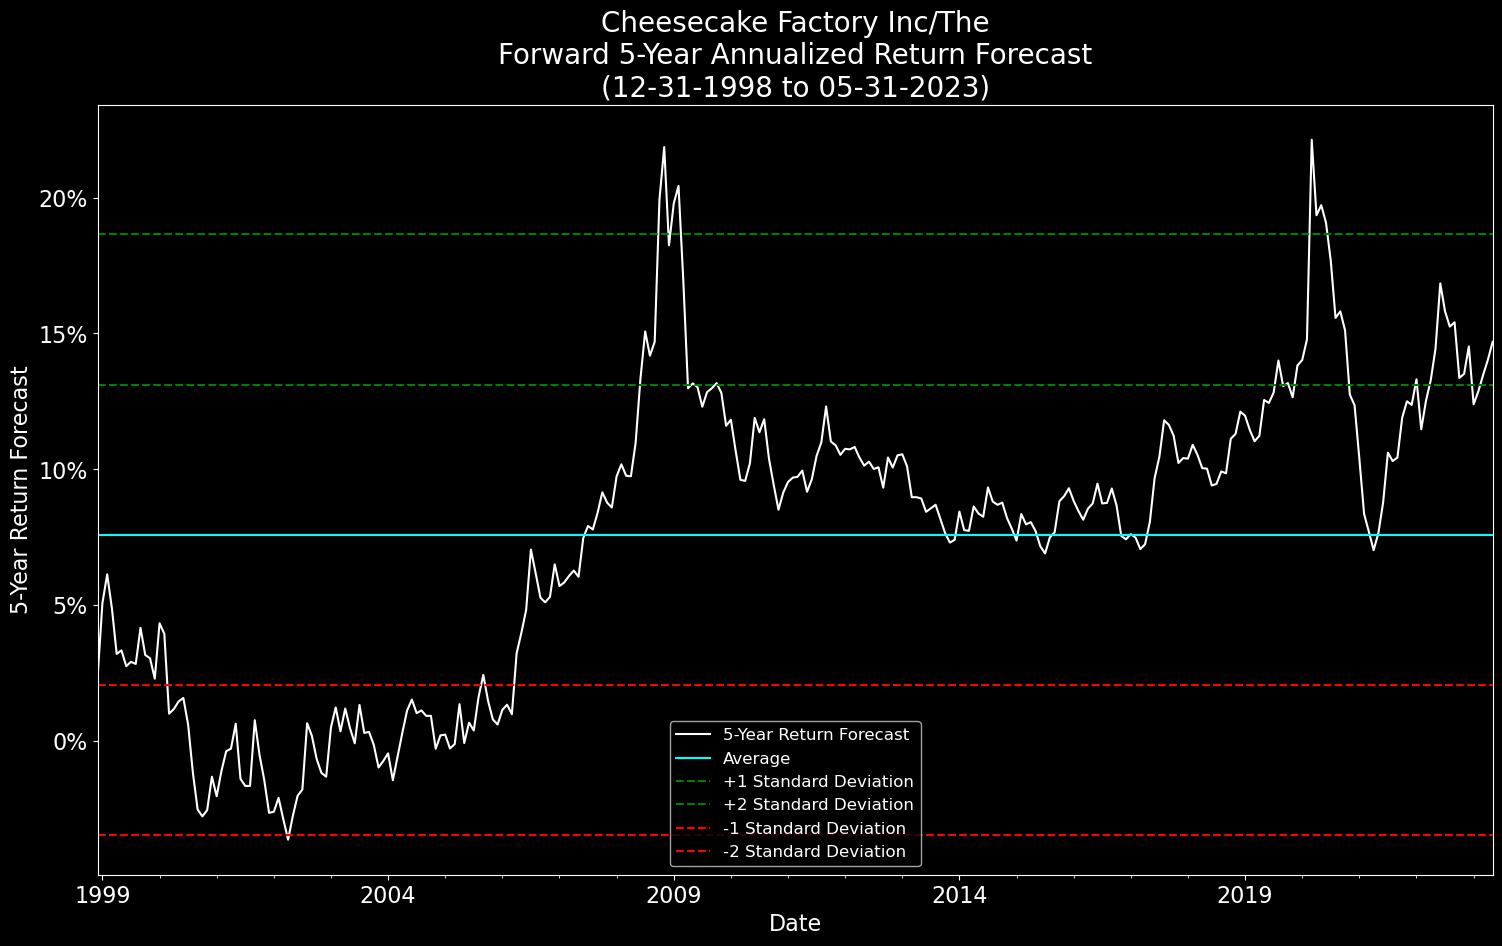 Cheesecake Factory Inc/The
Forward 5-Year Annualized Return Forecast
(12-31-1998 to 05-31-2023)
5-Year Return Forecast
20%
15%
10%
5%
0%
5-Year Return Forecast
Average
+1 Standard Deviation
+2 Standard Deviation
-1 Standard Deviation
-2 Standard Deviation
1999 2004 2009 2014 2019
Date